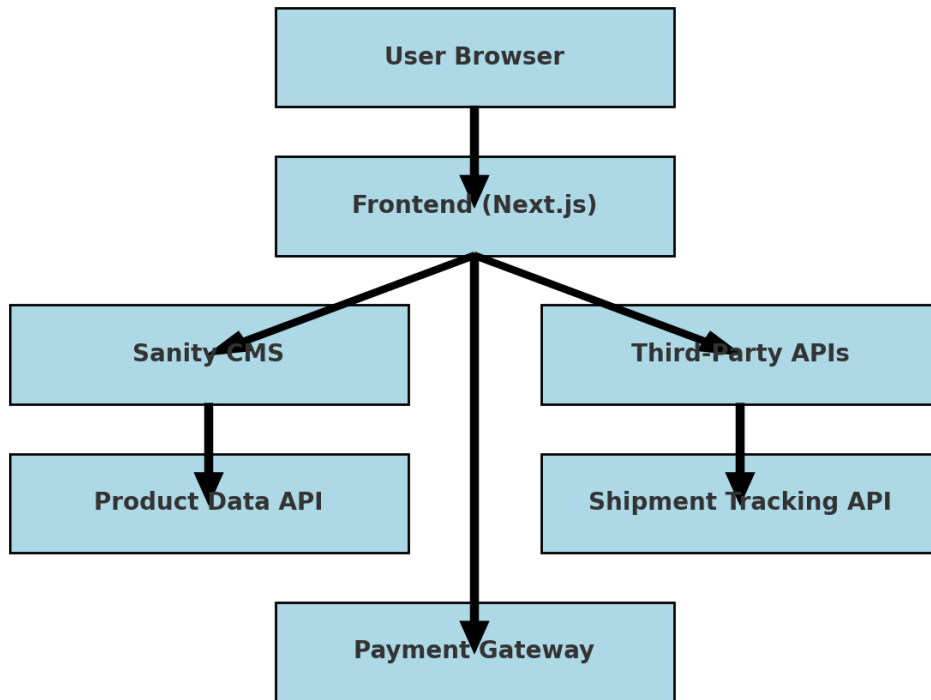 User Browser
Frontend (Next.js)
Sanity CMS
Third-Party APIs
Product Data API
Shipment Tracking API
Payment Gateway